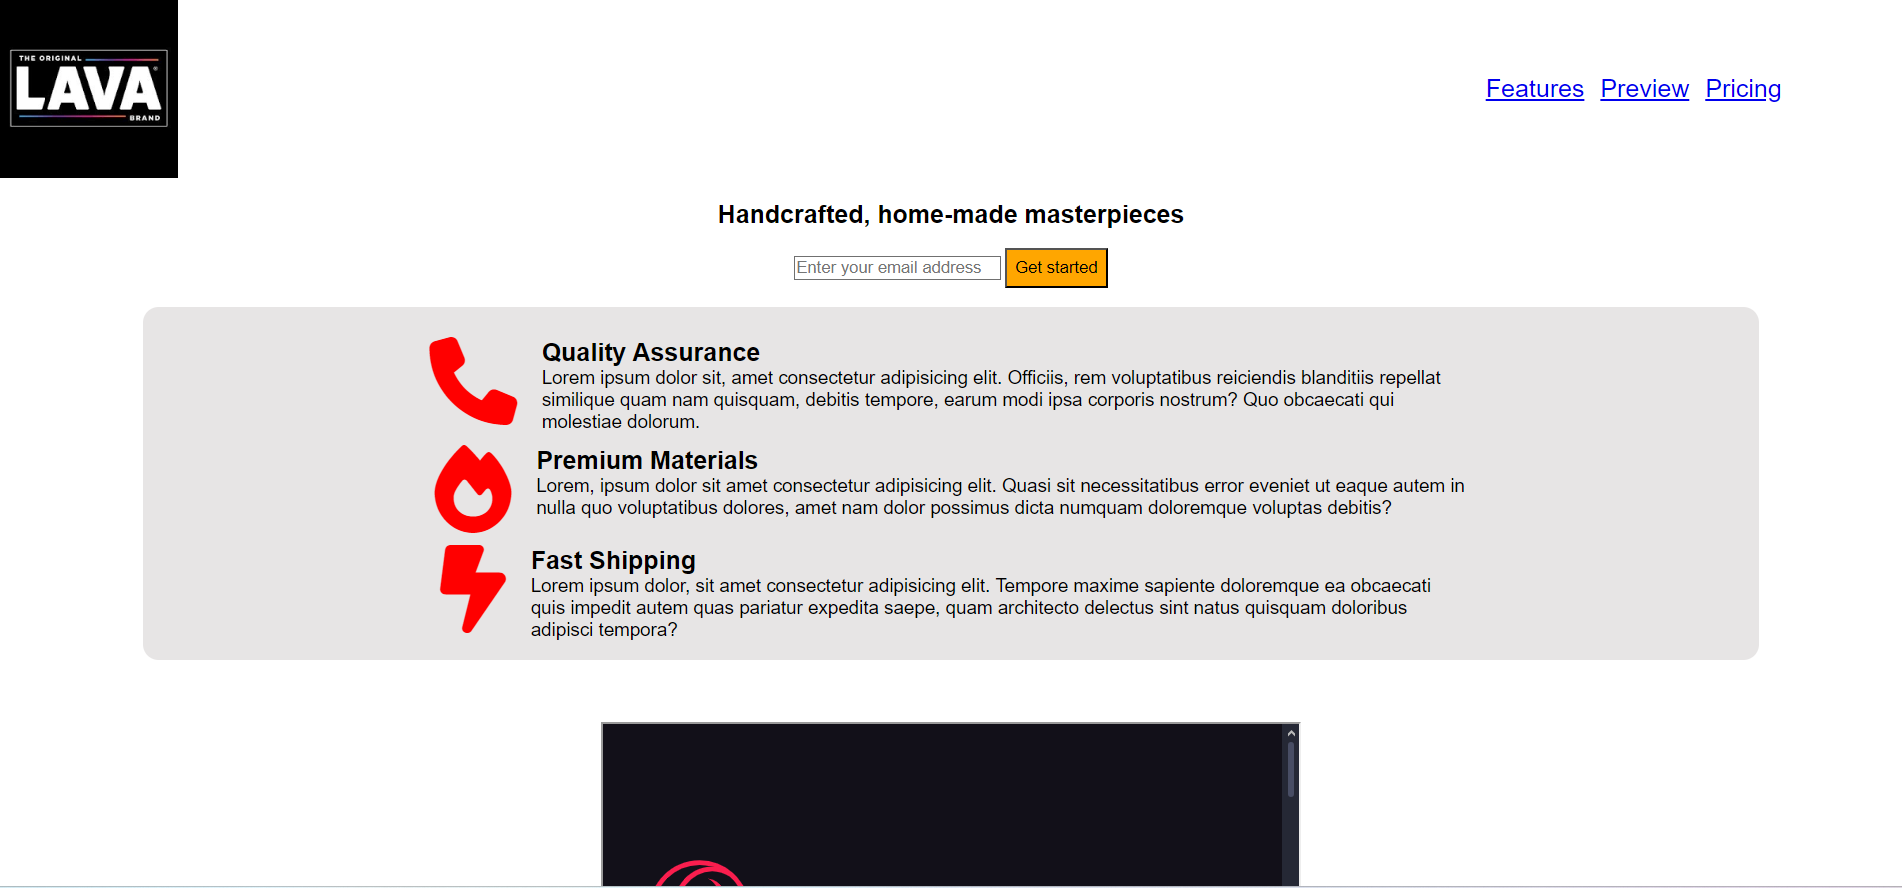 THE ORIGINAL
LAVA®
BRAND
Features Preview Pricing
Handcrafted, home-made masterpieces
Enter your email address Get started
Quality Assurance
Lorem ipsum dolor sit, amet consectetur adipisicing elit. Officiis, rem voluptatibus reiciendis blanditiis repellat
similique quam nam quisquam, debitis tempore, earum modi ipsa corporis nostrum? Quo obcaecati qui
molestiae dolorum.
Premium Materials
Lorem, ipsum dolor sit amet consectetur adipisicing elit. Quasi sit necessitatibus error eveniet ut eaque autem in
nulla quo voluptatibus dolores, amet nam dolor possimus dicta numquam doloremque voluptas debitis?
Fast Shipping
Lorem ipsum dolor, sit amet consectetur adipisicing elit. Tempore maxime sapiente doloremque ea obcaecati
quis impedit autem quas pariatur expedita saepe, quam architecto delectus sint natus quisquam doloribus
adipisci tempora?